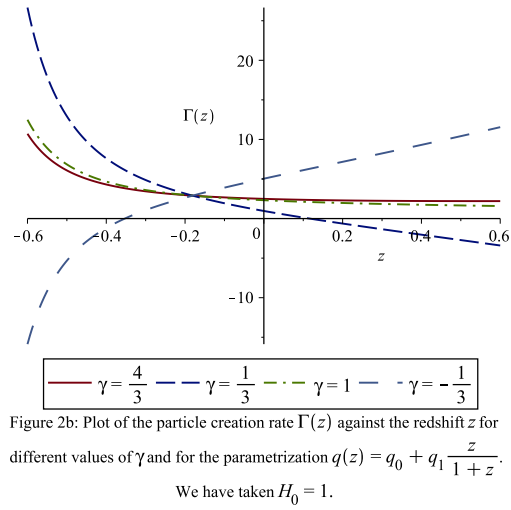 20
Γ(z)
10
−0.6 −0.4 −0.2 0 0.2 0.4 0.6
z
−10
γ = 4/3 γ = 1/3 γ = 1 γ = − 1/3
Figure 2b: Plot of the particle creation rate Γ(z) against the redshift z for
different values of γ and for the parametrization q(z) = q₀ + q₁ z/(1 + z).
We have taken H₀ = 1.